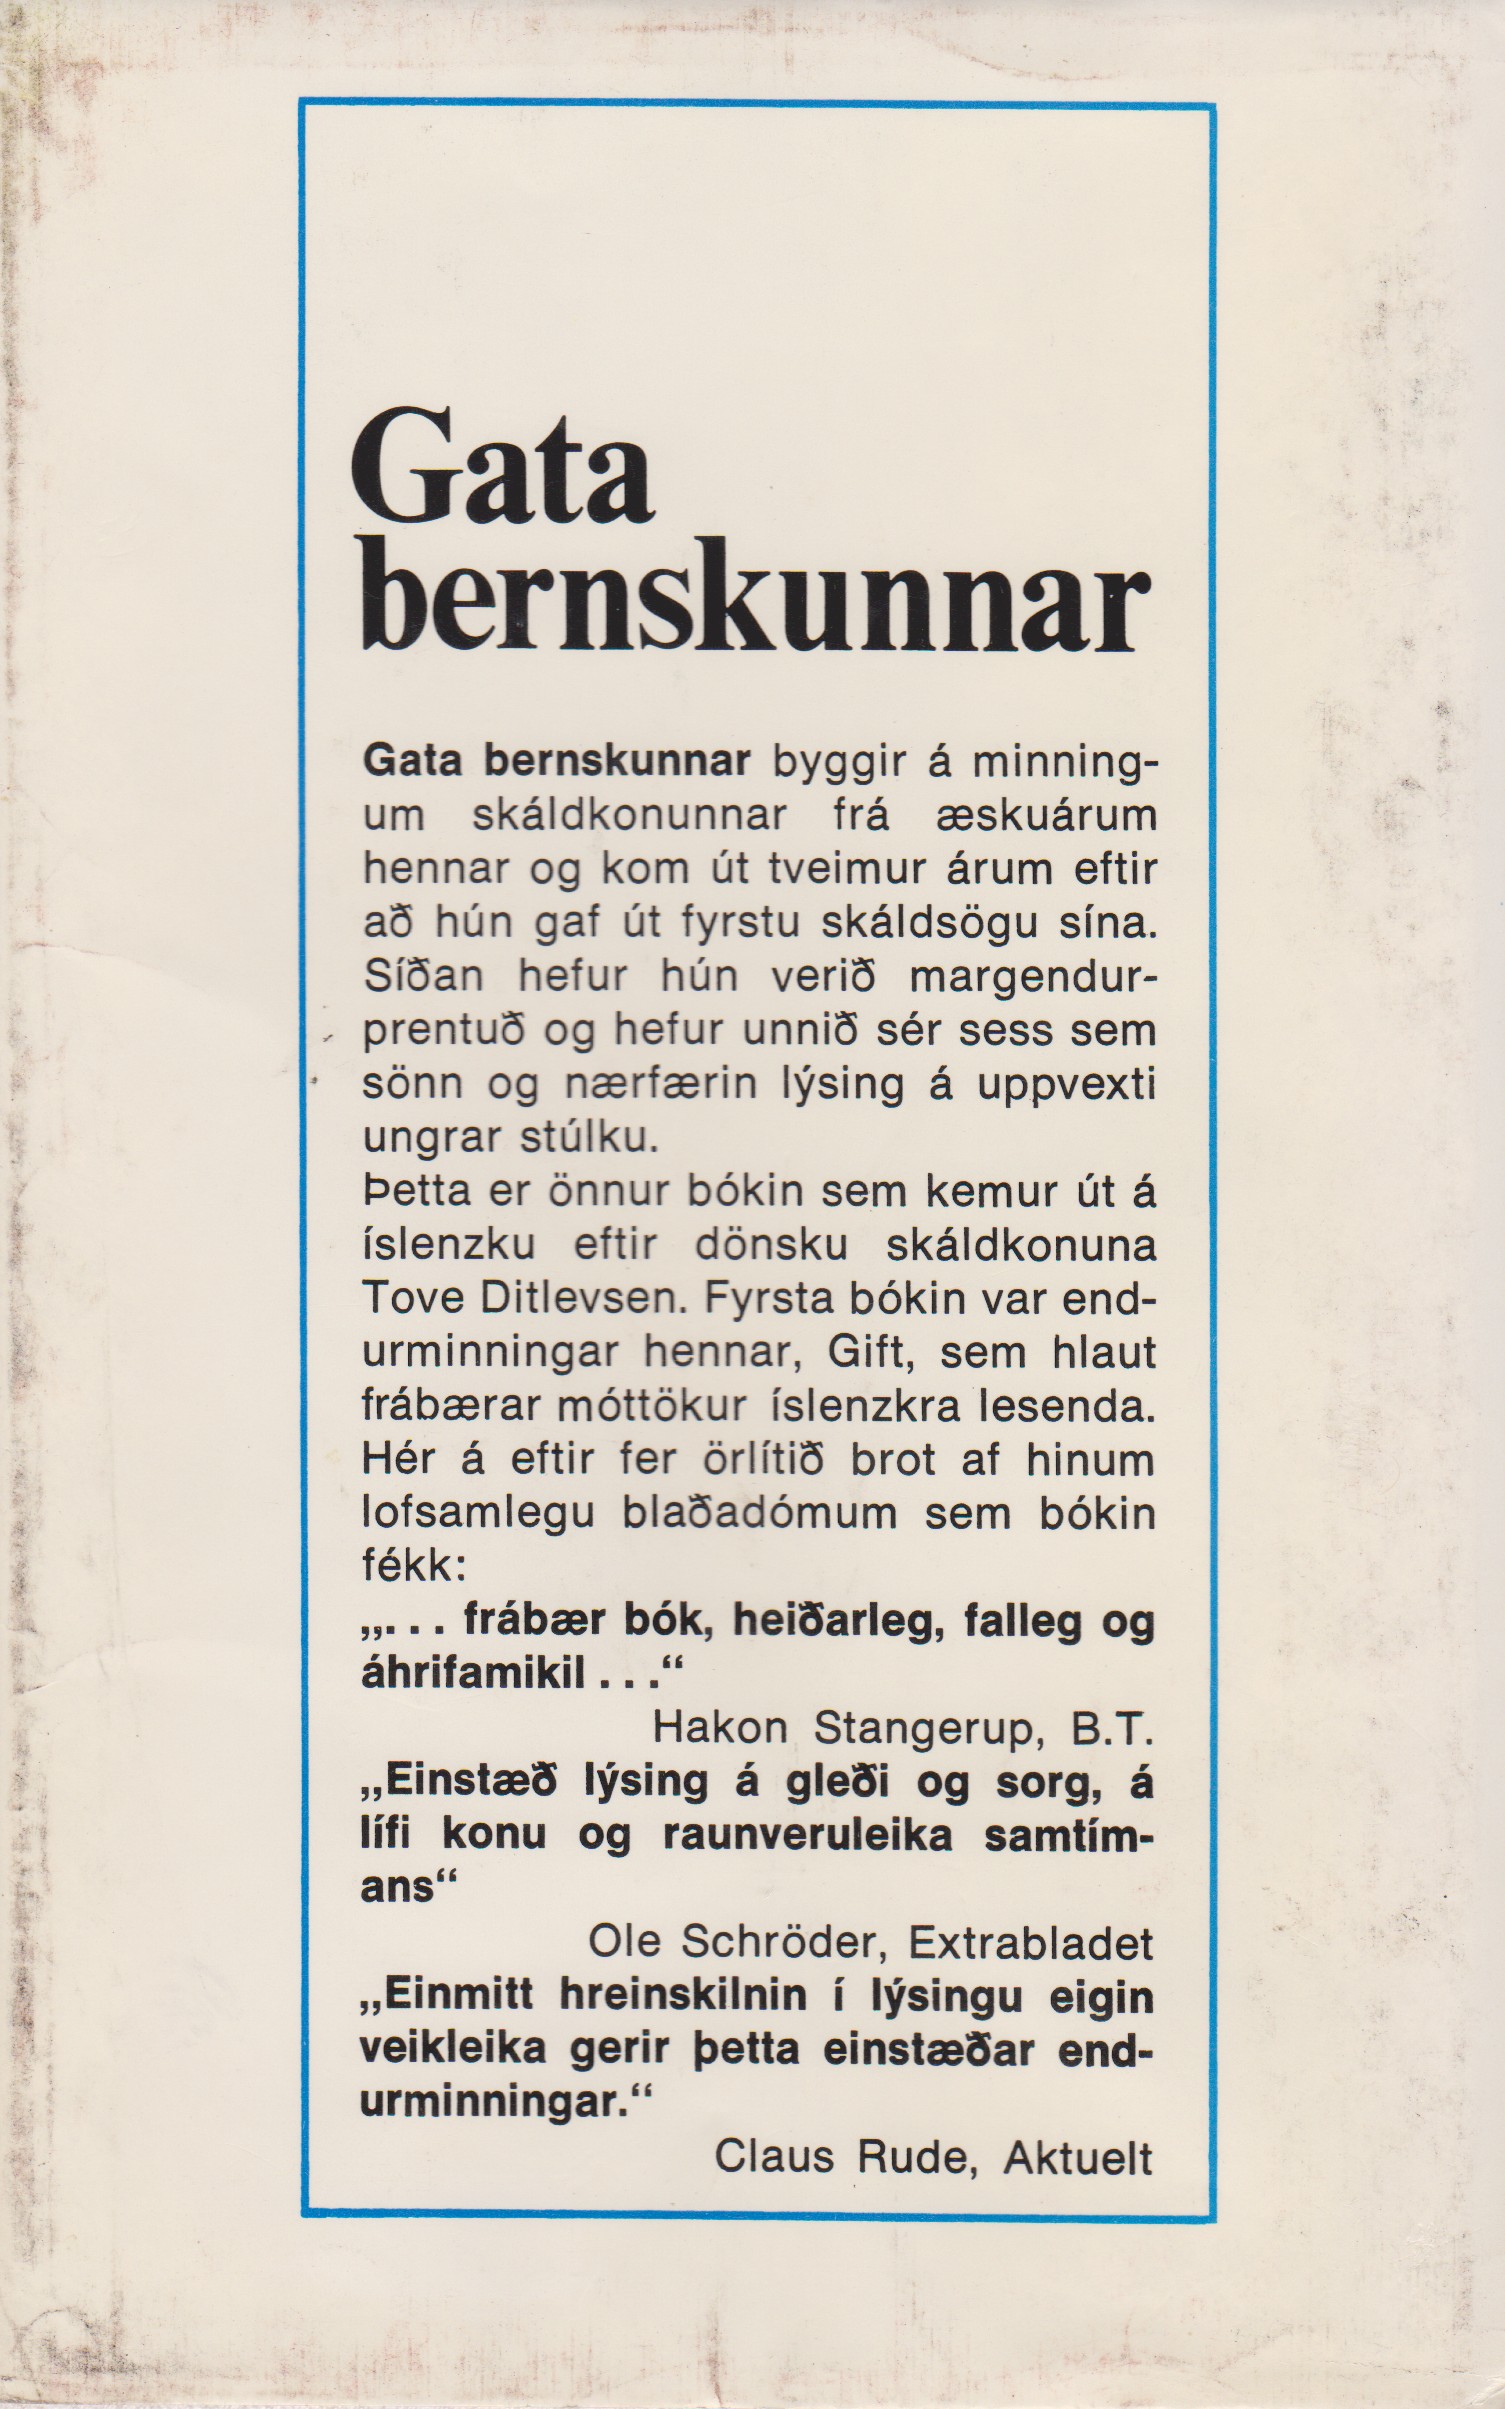 Gata
bernskunnar
Gata bernskunnar byggir á minning-
um skáldkonunnar frá æskuárum
hennar og kom út tveimur árum eftir
að hún gaf út fyrstu skáldsögu sína.
Síðan hefur hún verið margendur-
prentuð og hefur unnið sér sess sem
sönn og nærfærin lýsing á uppvexti
ungrar stúlku.
Þetta er önnur bókin sem kemur út á
íslenzku eftir dönsku skáldkonuna
Tove Ditlevsen. Fyrsta bókin var end-
urminningar hennar, Gift, sem hlaut
frábærar móttökur íslenzkra lesenda.
Hér á eftir fer örlítið brot af hinum
lofsamlegu blaðadómum sem bókin
fékk:
„. . . frábær bók, heiðarleg, falleg og
áhrifamikil . . .“
Hakon Stangerup, B.T.
„Einstæð lýsing á gleði og sorg, á
lífi konu og raunveruleika samtím-
ans“
Ole Schröder, Extrabladet
„Einmitt hreinskilnin í lýsingu eigin
veikleika gerir þetta einstæðar end-
urminningar.“
Claus Rude, Aktuelt